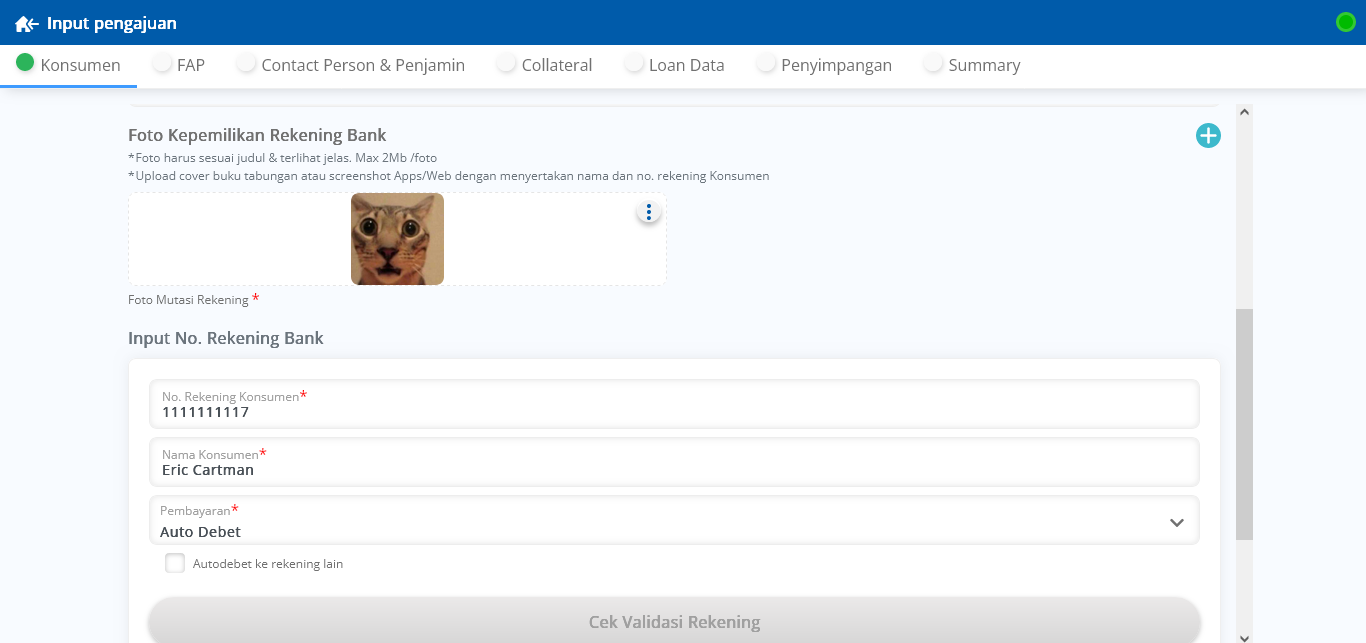 Input pengajuan
Konsumen FAP Contact Person & Penjamin Collateral Loan Data Penyimpangan Summary
Foto Kepemilikan Rekening Bank
*Foto harus sesuai judul & terlihat jelas. Max 2Mb /foto
*Upload cover buku tabungan atau screenshot Apps/Web dengan menyertakan nama dan no. rekening Konsumen
Foto Mutasi Rekening *
Input No. Rekening Bank
No. Rekening Konsumen*
1111111117
Nama Konsumen*
Eric Cartman
Pembayaran*
Auto Debet
Autodebet ke rekening lain
Cek Validasi Rekening